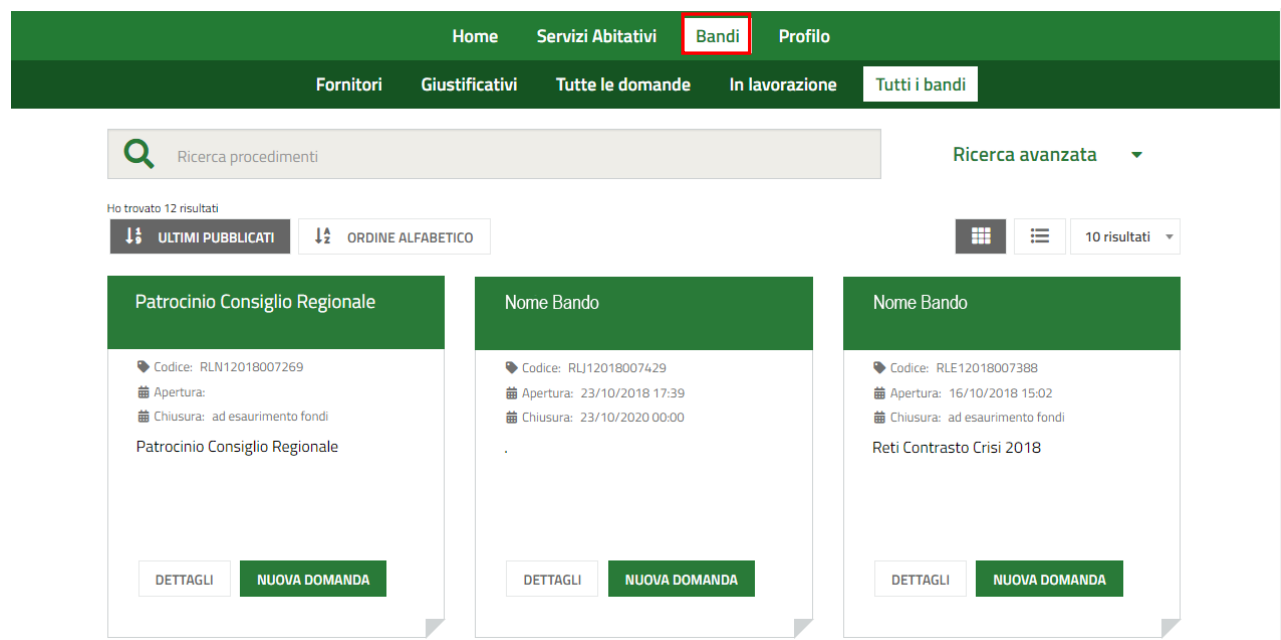 Home Servizi Abitativi Bandi Profilo
Fornitori Giustificativi Tutte le domande In lavorazione Tutti i bandi
Ricerca procedimenti
Ricerca avanzata
Ho trovato 12 risultati
ULTIMI PUBBLICATI ORDINE ALFABETICO 10 risultati
Patrocinio Consiglio Regionale
Codice: RLN12018007269
Apertura:
Chiusura: ad esaurimento fondi
Patrocinio Consiglio Regionale
DETTAGLI NUOVA DOMANDA
Nome Bando
Codice: RLJ12018007429
Apertura: 23/10/2018 17:39
Chiusura: 23/10/2020 00:00
.
DETTAGLI NUOVA DOMANDA
Nome Bando
Codice: RLE12018007388
Apertura: 16/10/2018 15:02
Chiusura: ad esaurimento fondi
Reti Contrasto Crisi 2018
DETTAGLI NUOVA DOMANDA